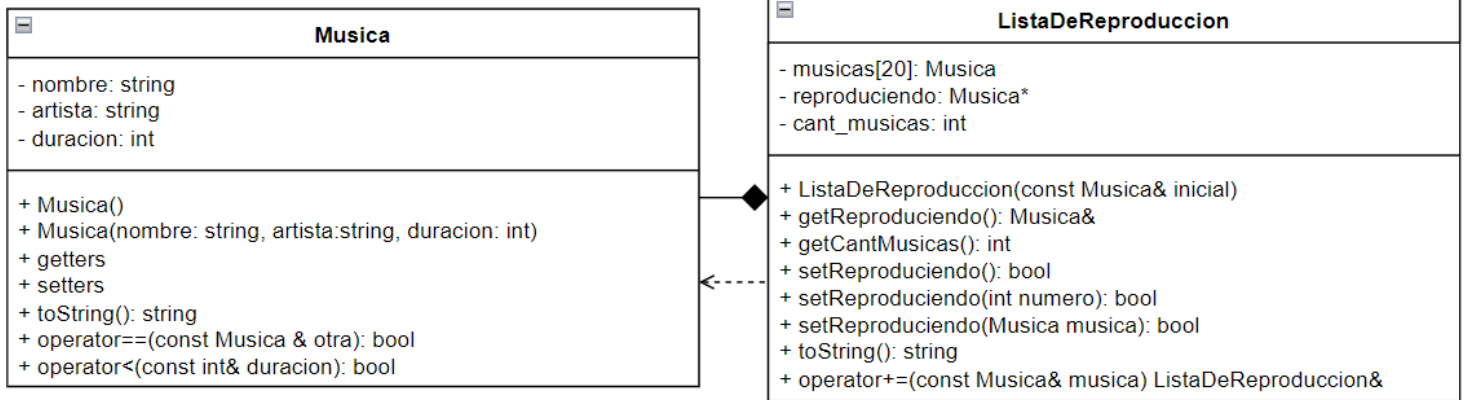 Musica
- nombre: string
- artista: string
- duracion: int
+ Musica()
+ Musica(nombre: string, artista:string, duracion: int)
+ getters
+ setters
+ toString(): string
+ operator==(const Musica & otra): bool
+ operator<(const int& duracion): bool
ListaDeReproduccion
- musicas[20]: Musica
- reproduciendo: Musica*
- cant_musicas: int
+ ListaDeReproduccion(const Musica& inicial)
+ getReproduciendo(): Musica&
+ getCantMusicas(): int
+ setReproduciendo(): bool
+ setReproduciendo(int numero): bool
+ setReproduciendo(Musica musica): bool
+ toString(): string
+ operator+=(const Musica& musica) ListaDeReproduccion&